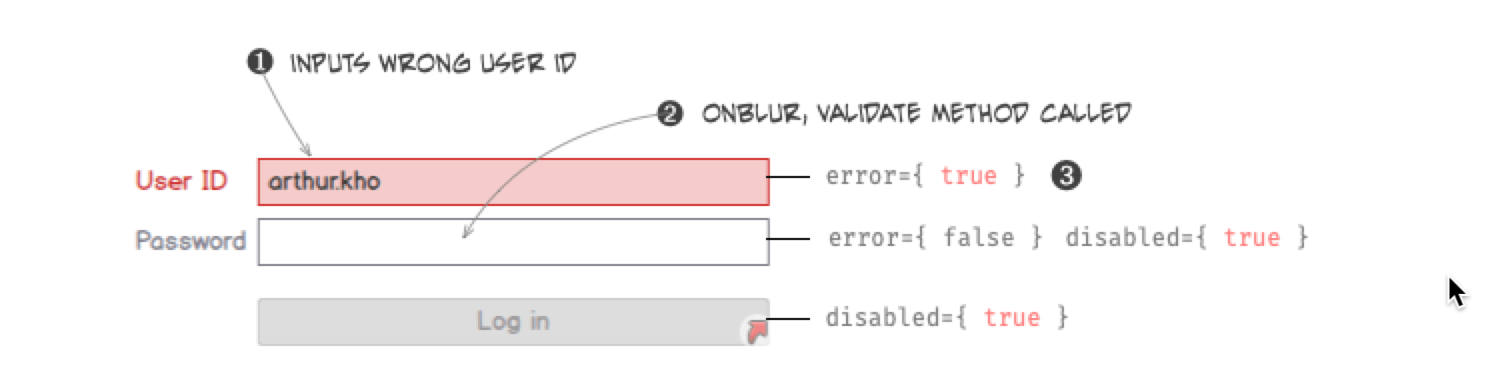 ❶ INPUTS WRONG USER ID
❷ ONBLUR, VALIDATE METHOD CALLED
User ID arthur.kho error={ true } ❸
Password error={ false } disabled={ true }
Log in disabled={ true }